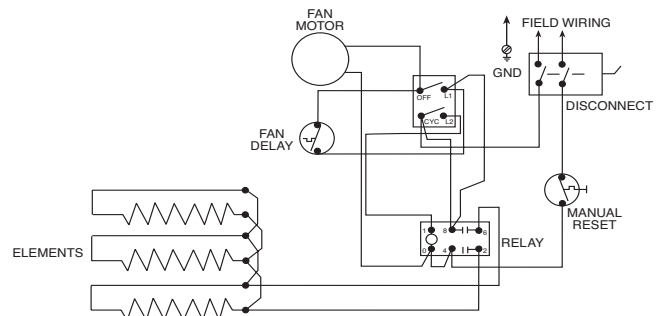 FAN
MOTOR
FIELD WIRING
GND
DISCONNECT
OFF
L1
CYC
L2
FAN
DELAY
MANUAL
RESET
1
8
6
RELAY
0
4
2
ELEMENTS